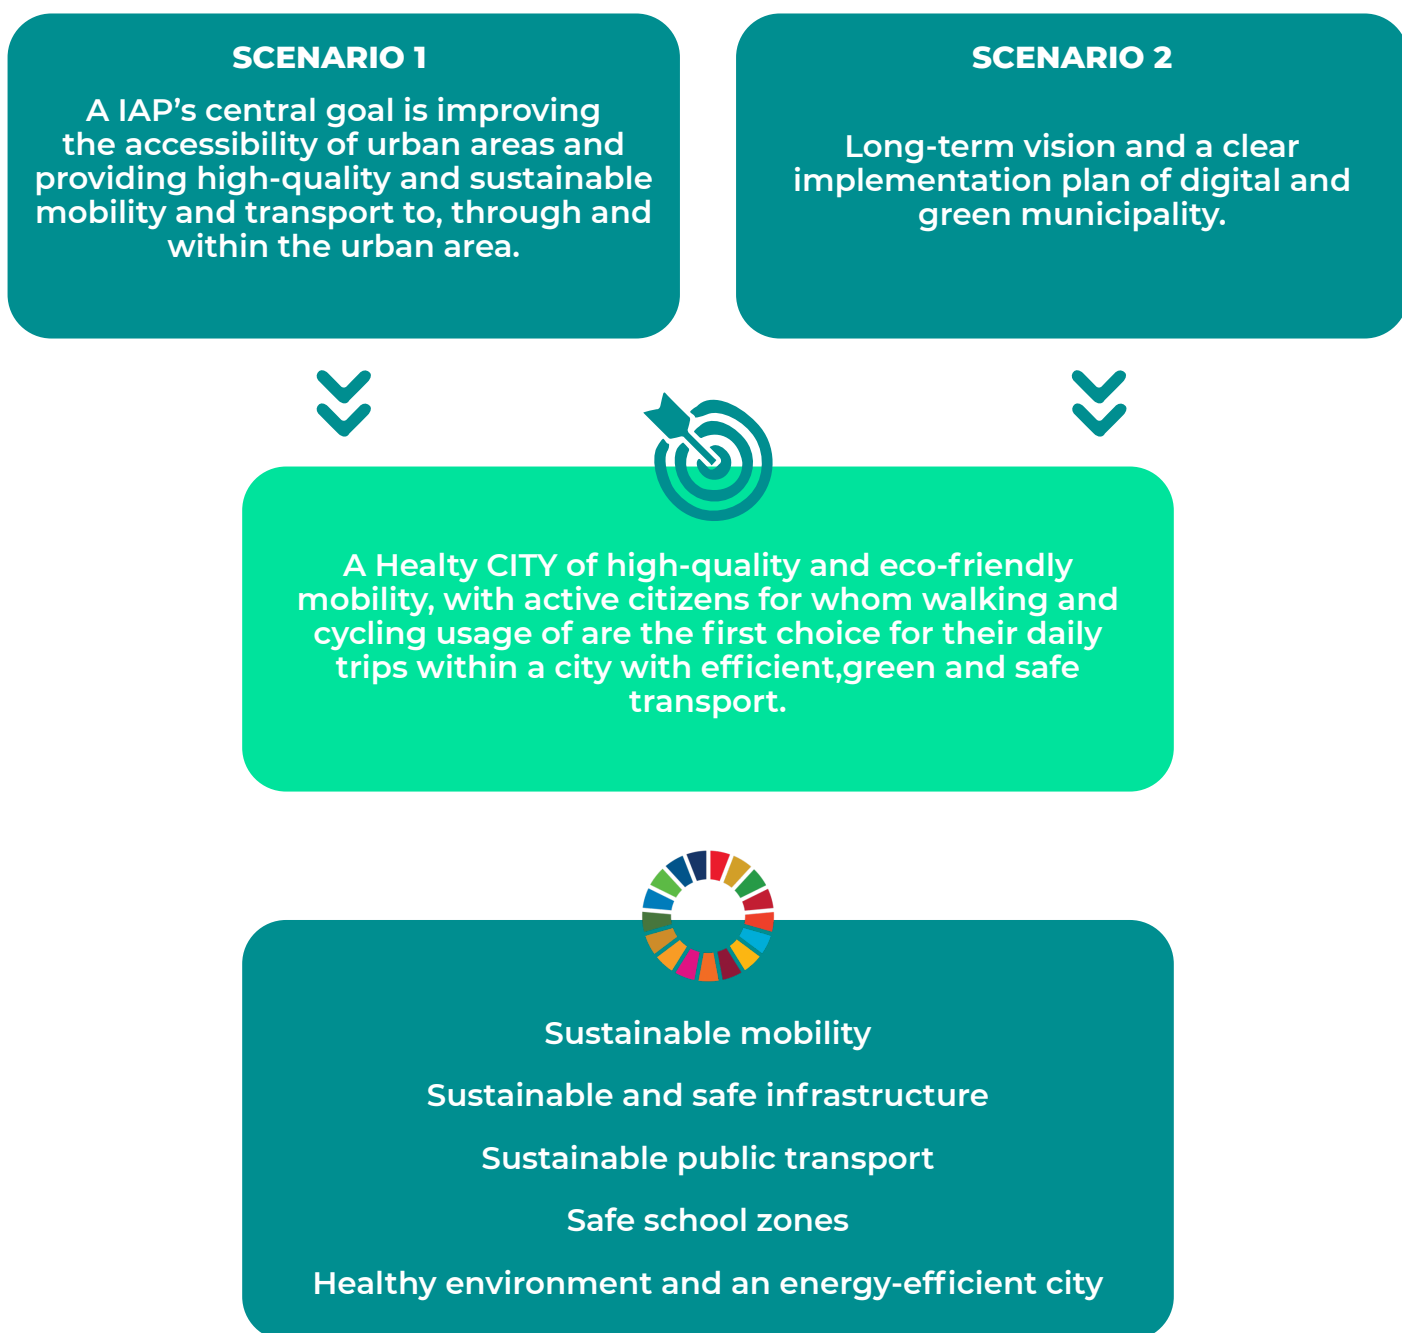 SCENARIO 1
A IAP’s central goal is improving
the accessibility of urban areas and
providing high-quality and sustainable
mobility and transport to, through and
within the urban area.
SCENARIO 2
Long-term vision and a clear
implementation plan of digital and
green municipality.
A Healty CITY of high-quality and eco-friendly
mobility, with active citizens for whom walking and
cycling usage of are the first choice for their daily
trips within a city with efficient,green and safe
transport.
Sustainable mobility
Sustainable and safe infrastructure
Sustainable public transport
Safe school zones
Healthy environment and an energy-efficient city